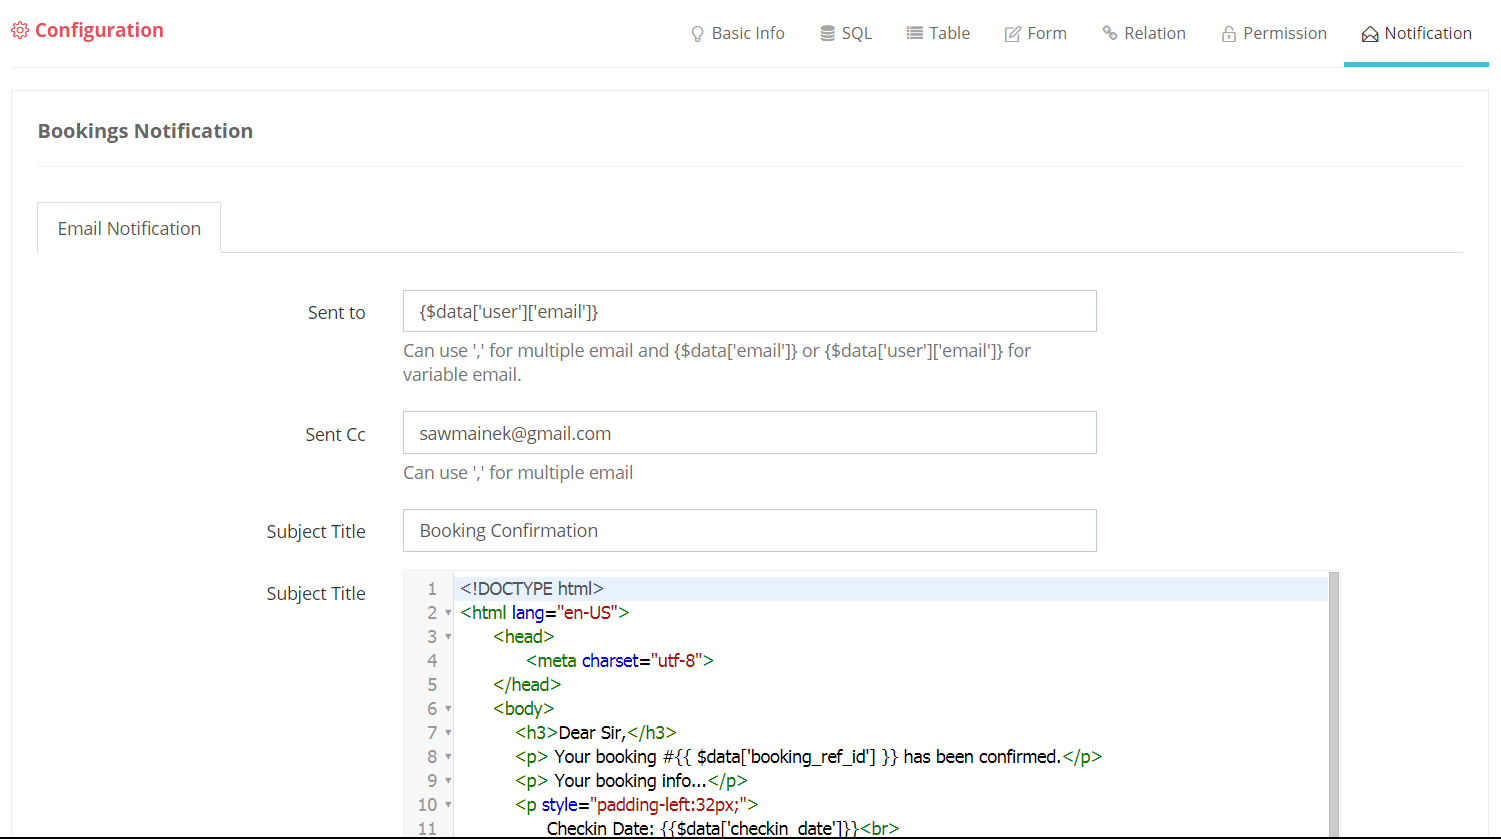 Configuration
Basic Info
SQL
Table
Form
Relation
Permission
Notification
Bookings Notification
Email Notification
Sent to
{$data['user']['email']}
Can use ',' for multiple email and {$data['email']} or {$data['user']['email']} for
variable email.
Sent Cc
sawmainek@gmail.com
Can use ',' for multiple email
Subject Title
Booking Confirmation
Subject Title
1 <!DOCTYPE html>
2 <html lang="en-US">
3 <head>
4 <meta charset="utf-8">
5 </head>
6 <body>
7 <h3>Dear Sir,</h3>
8 <p> Your booking #{{ $data['booking_ref_id'] }} has been confirmed.</p>
9 <p> Your booking info...</p>
10 <p style="padding-left:32px;">
11 Checkin Date: {{$data['checkin_date']}}<br>